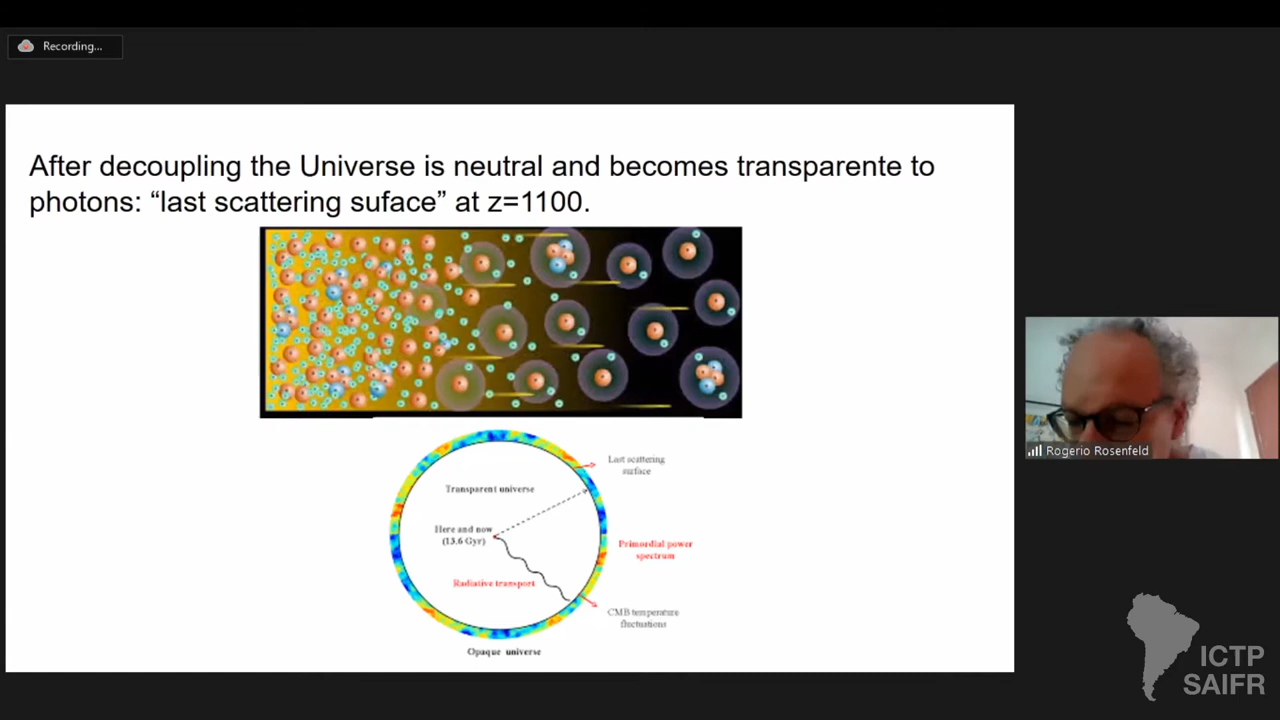 Recording...
After decoupling the Universe is neutral and becomes transparente to
photons: “last scattering suface” at z=1100.
Last scattering
surface
Transparent universe
Here and now
(13.6 Gyr)
Primordial power
spectrum
Radiative transport
CMB temperature
fluctuations
Opaque universe
Rogerio Rosenfeld
ICTP
SAIFR